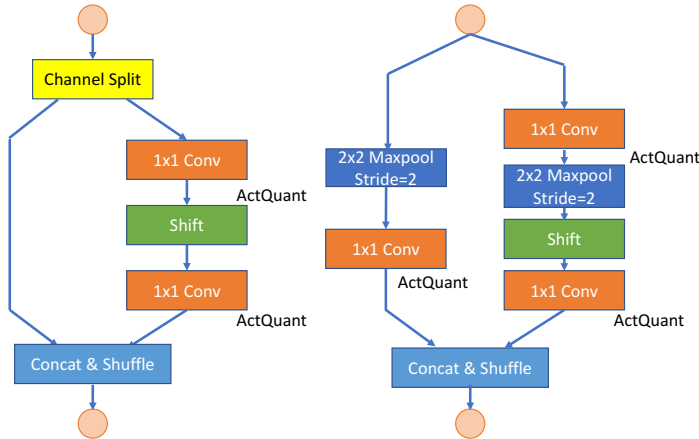 Channel Split
1x1 Conv
ActQuant
Shift
1x1 Conv
ActQuant
Concat & Shuffle
2x2 Maxpool
Stride=2
1x1 Conv
ActQuant
1x1 Conv
ActQuant
2x2 Maxpool
Stride=2
Shift
1x1 Conv
ActQuant
Concat & Shuffle